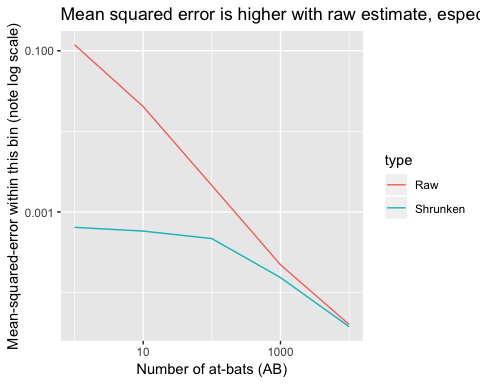 Mean squared error is higher with raw estimate, espec
Mean-squared-error within this bin (note log scale)
0.100
0.001
10
1000
Number of at-bats (AB)
type
Raw
Shrunken